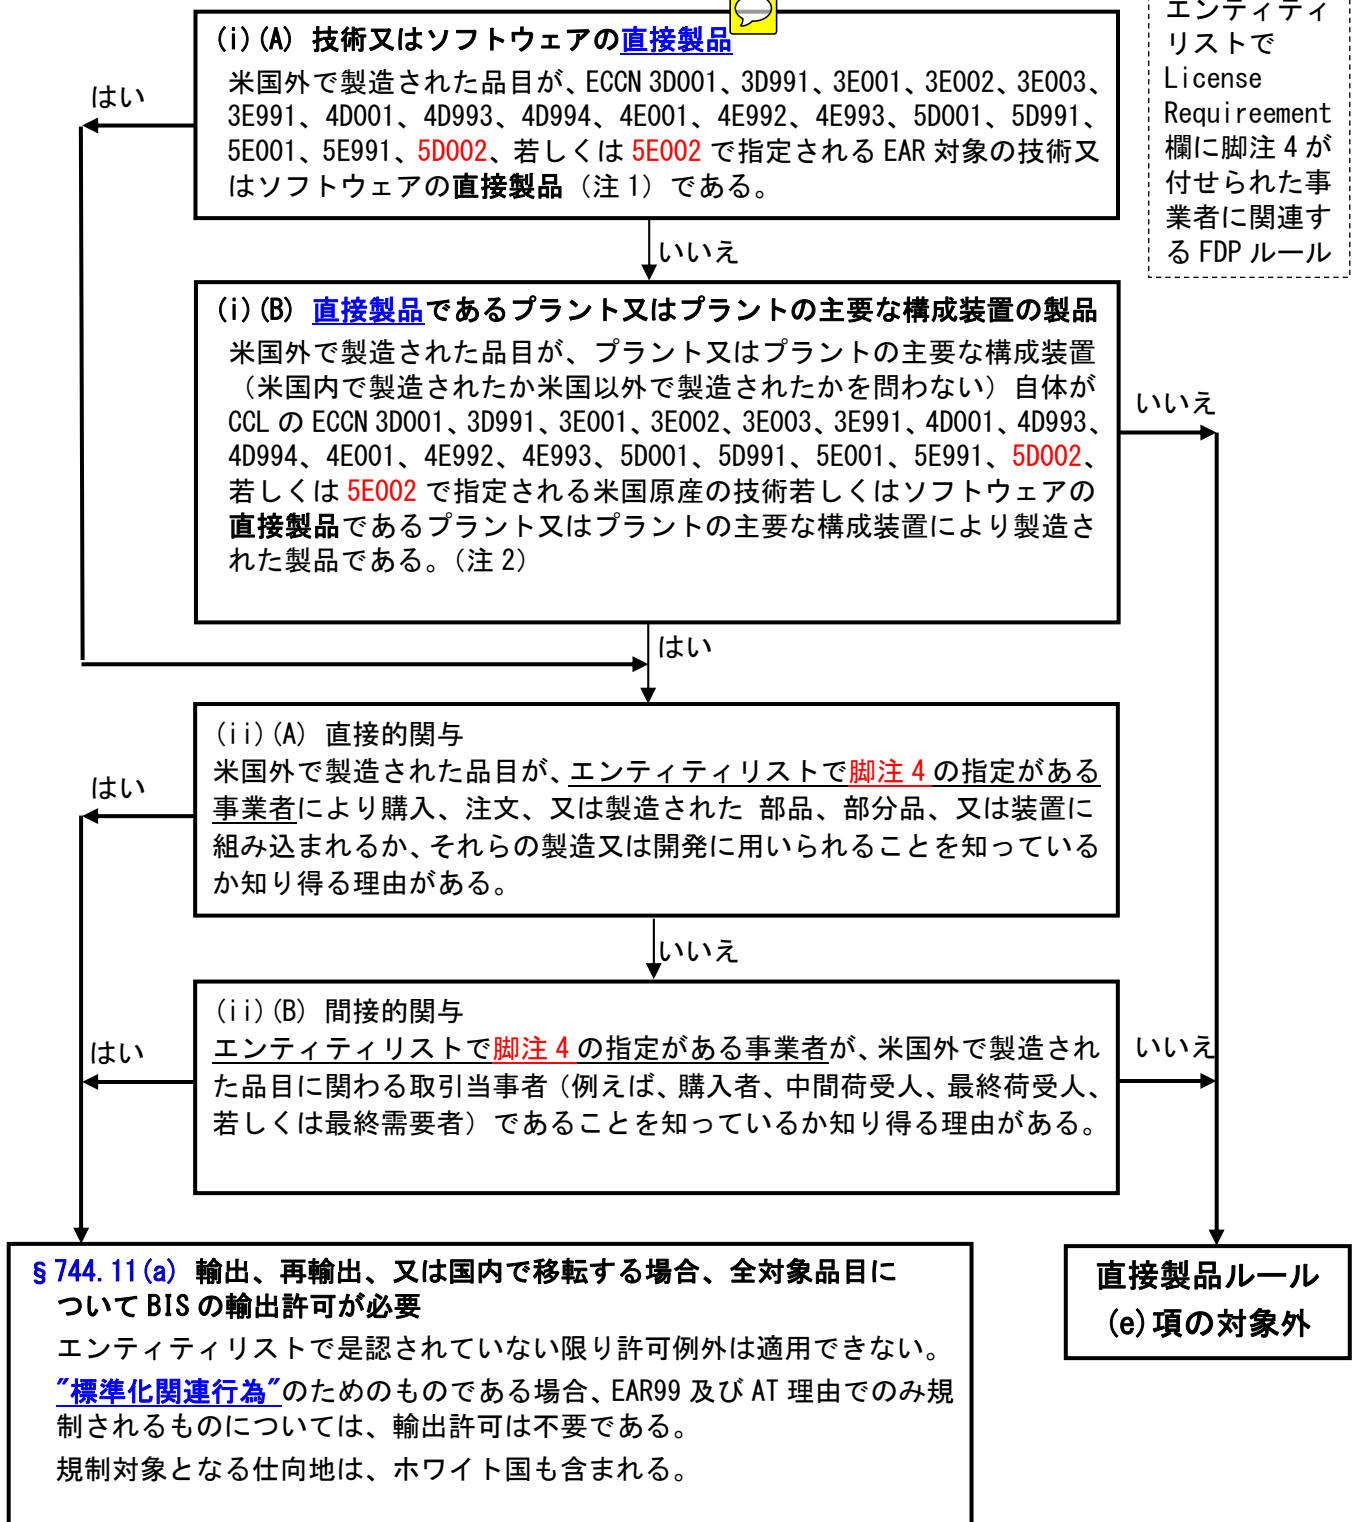 エンティティ
リストで
License
Requireement
欄に脚注 4 が
付せられた事
業者に関連す
る FDP ルール
(i)(A) 技術又はソフトウェアの直接製品
米国外で製造された品目が、ECCN 3D001、3D991、3E001、3E002、3E003、
3E991、4D001、4D993、4D994、4E001、4E992、4E993、5D001、5D991、
5E001、5E991、5D002、若しくは 5E002 で指定される EAR 対象の技術又
はソフトウェアの直接製品（注 1）である。
はい
いいえ
(i)(B) 直接製品であるプラント又はプラントの主要な構成装置の製品
米国外で製造された品目が、プラント又はプラントの主要な構成装置
（米国内で製造されたか米国以外で製造されたかを問わない）自体が
CCL の ECCN 3D001、3D991、3E001、3E002、3E003、3E991、4D001、4D993、
4D994、4E001、4E992、4E993、5D001、5D991、5E001、5E991、5D002、
若しくは 5E002 で指定される米国原産の技術若しくはソフトウェアの
直接製品であるプラント又はプラントの主要な構成装置により製造さ
れた製品である。（注 2）
いいえ
はい
(ii)(A) 直接的関与
米国外で製造された品目が、エンティティリストで脚注 4 の指定がある
事業者により購入、注文、又は製造された 部品、部分品、又は装置に
組み込まれるか、それらの製造又は開発に用いられることを知っている
か知り得る理由がある。
はい
いいえ
(ii)(B) 間接的関与
エンティティリストで脚注 4 の指定がある事業者が、米国外で製造され
た品目に関わる取引当事者（例えば、購入者、中間荷受人、最終荷受人、
若しくは最終需要者）であることを知っているか知り得る理由がある。
はい
いいえ
§744.11(a) 輸出、再輸出、又は国内で移転する場合、全対象品目に
ついて BIS の輸出許可が必要
エンティティリストで是認されていない限り許可例外は適用できない。
"標準化関連行為"のためのものである場合、EAR99 及び AT 理由でのみ規
制されるものについては、輸出許可は不要である。
規制対象となる仕向地は、ホワイト国も含まれる。
直接製品ルール
(e)項の対象外